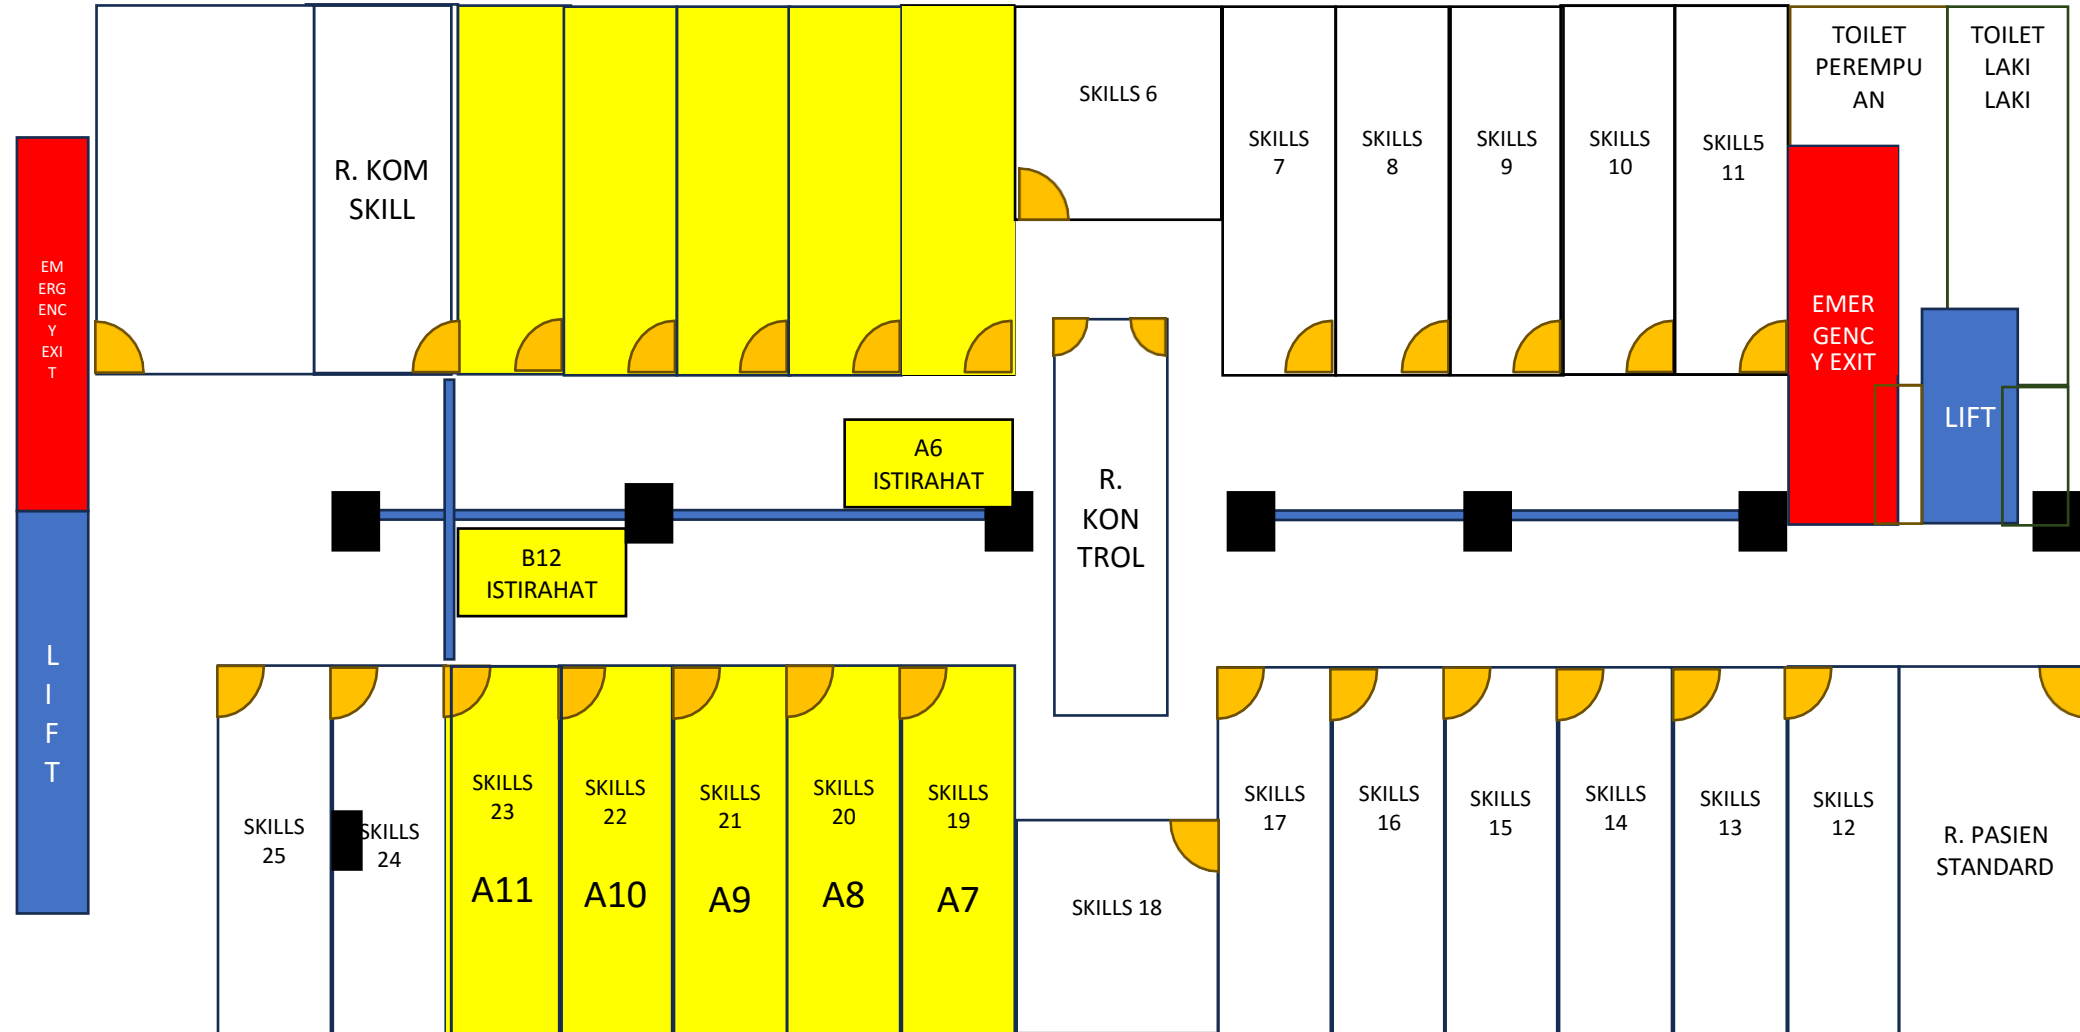 TOILET
PEREMPU
AN
TOILET
LAKI
LAKI
SKILLS 6
R. KOM
SKILL
SKILLS
7
SKILLS
8
SKILLS
9
SKILLS
10
SKILL5
11
EM
ERG
ENC
Y
EXI
T
EMER
GENC
Y EXIT
LIFT
A6
ISTIRAHAT
R.
KON
TROL
B12
ISTIRAHAT
L
I
F
T
SKILLS
25
SKILLS
24
SKILLS
23
A11
SKILLS
22
A10
SKILLS
21
A9
SKILLS
20
A8
SKILLS
19
A7
SKILLS 18
SKILLS
17
SKILLS
16
SKILLS
15
SKILLS
14
SKILLS
13
SKILLS
12
R. PASIEN
STANDARD